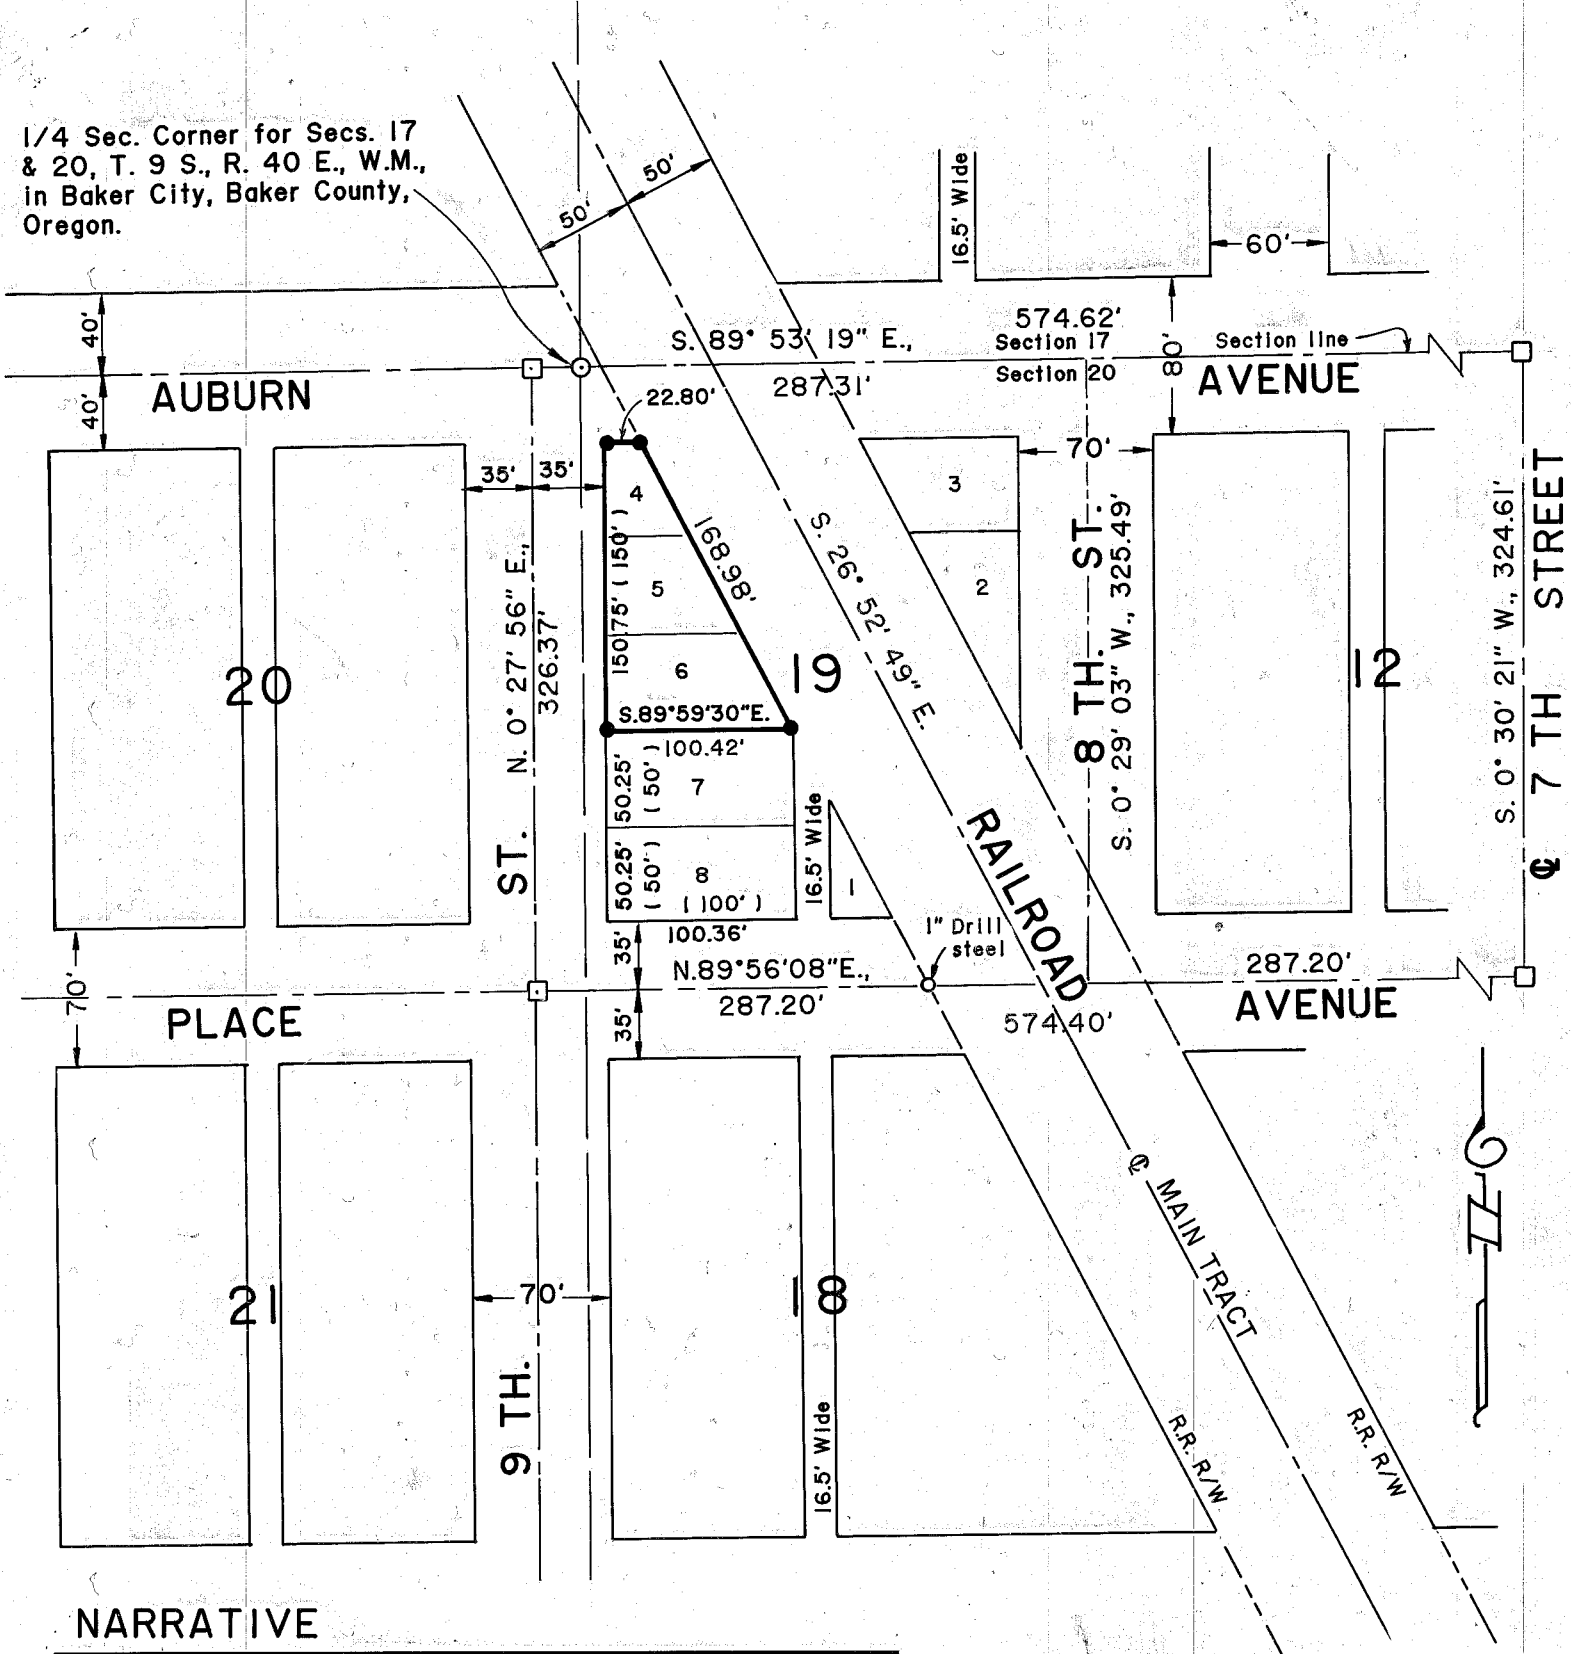 1/4 Sec. Corner for Secs. 17
& 20, T. 9 S., R. 40 E., W.M.,
in Baker City, Baker County,
Oregon.
50'
50'
16.5' Wide
60'
40'
40'
AUBURN
S. 89° 53' 19" E.,
574.62'
287.31'
Section 17
Section 20
80'
Section line
AVENUE
22.80'
35'
35'
4
150.75' ( 150' )
5
6
168.98'
S.89°59'30"E.
100.42'
50.25'
( 50' )
7
50.25'
( 50' )
8
( 100' )
100.36'
16.5' Wide
1
19
3
2
70'
S. 26° 52' 49" E.
8 TH. ST.
S. 0° 29' 03" W., 325.49'
12
S. 0° 30' 21" W., 324.61'
℄ 7 TH STREET
20
N. 0° 27' 56" E.,
326.37'
9 TH. ST.
RAILROAD
1" Drill
steel
70'
PLACE
35'
35'
N.89°56'08"E.,
287.20'
574.40'
287.20'
AVENUE
21
70'
18
16.5' Wide
℄ MAIN TRACT
R.R. R/W
R.R. R/W
NARRATIVE